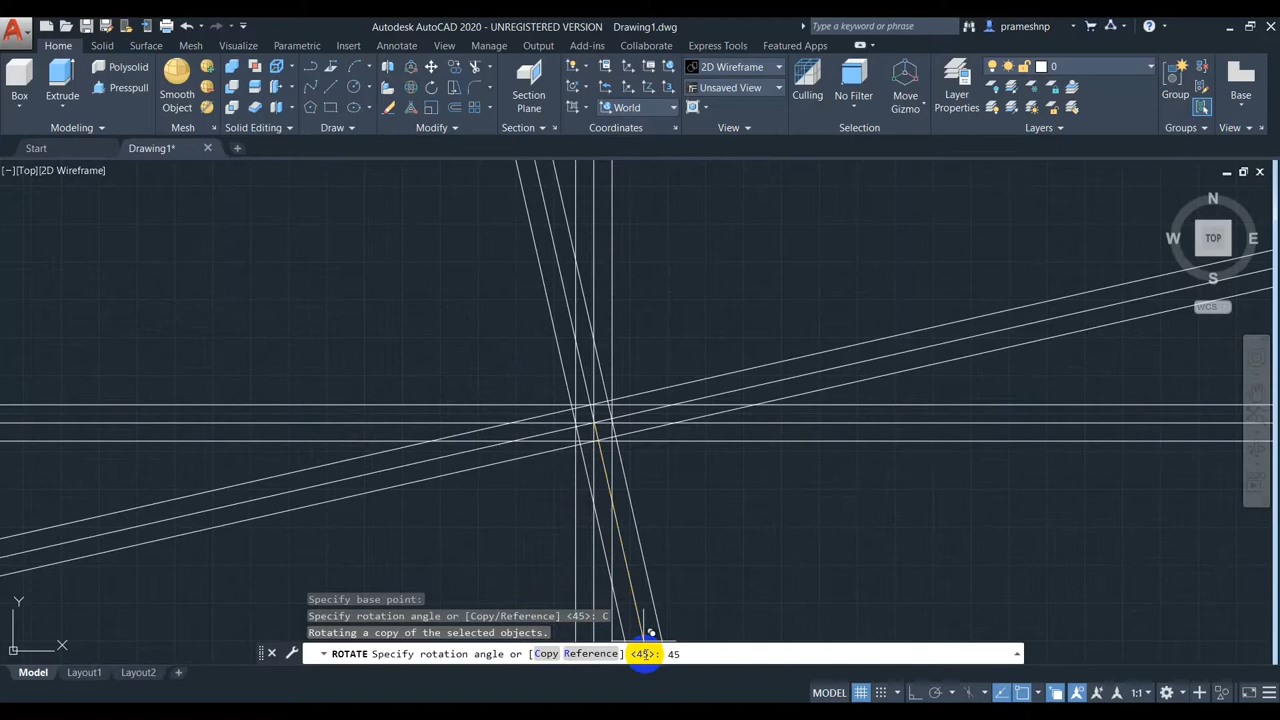 Autodesk AutoCAD 2020 - UNREGISTERED VERSION Drawing1.dwg Type a keyword or phrase prameshnp
Home Solid Surface Mesh Visualize Parametric Insert Annotate View Manage Output Add-ins Collaborate Express Tools Featured Apps
Box Extrude Polysolid Presspull Smooth Object Section Plane World 2D Wireframe Unsaved View Culling No Filter Move Gizmo Layer Properties 0 Group Base
Modeling Mesh Solid Editing Draw Modify Section Coordinates View Selection Layers Groups View
Start Drawing1*
[−][Top][2D Wireframe]
N
W TOP E
S
WCS
Y
X
Specify base point:
Specify rotation angle or [Copy/Reference] <45>: C
Rotating a copy of the selected objects.
ROTATE Specify rotation angle or [Copy Reference] <45>: 45
Model Layout1 Layout2
MODEL 1:1